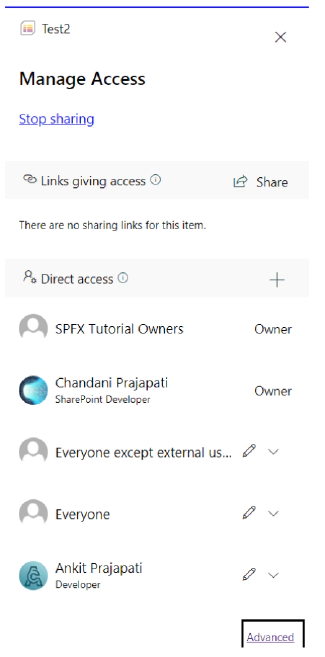 Test2
Manage Access
Stop sharing
Links giving access
Share
There are no sharing links for this item.
Direct access
SPFX Tutorial Owners
Owner
Chandani Prajapati
SharePoint Developer
Owner
Everyone except external us...
Everyone
Ankit Prajapati
Developer
Advanced